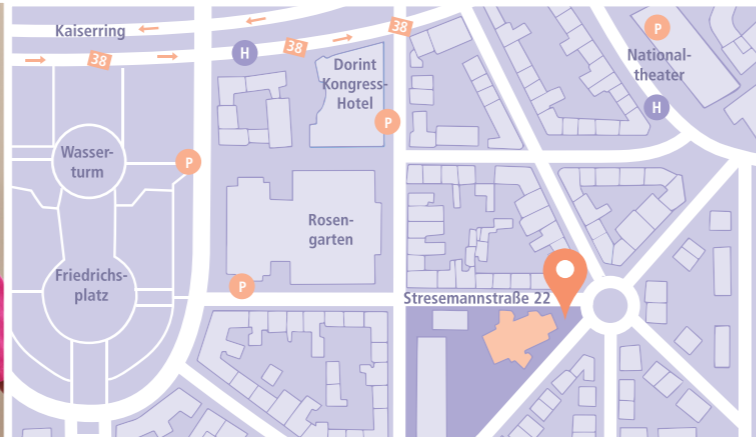 Kaiserring
38
38
38
H
P
National-
theater
H
Dorint
Kongress-
Hotel
P
Wasser-
turm
P
Rosen-
garten
Friedrichs-
platz
P
Stresemannstraße 22